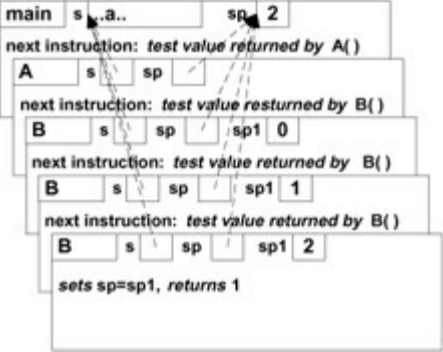 main s ..a.. sp 2
next instruction: test value returned by A( )
A s sp
next instruction: test value resturned by B( )
B s sp sp1 0
next instruction: test value returned by B( )
B s sp sp1 1
next instruction: test value returned by B( )
B s sp sp1 2
sets sp=sp1, returns 1